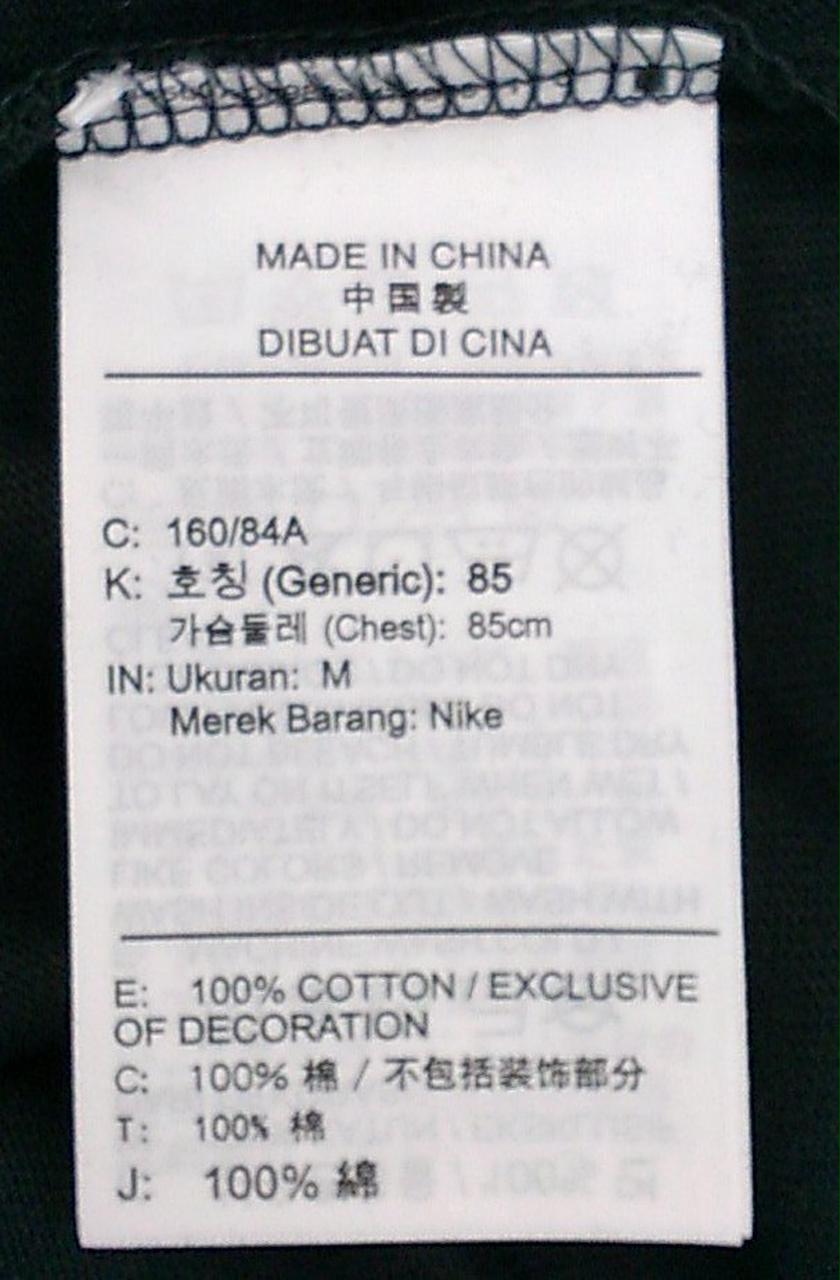 MADE IN CHINA
中国製
DIBUAT DI CINA
C: 160/84A
K: 호칭 (Generic): 85
가슴둘레 (Chest): 85cm
IN: Ukuran: M
Merek Barang: Nike
E: 100% COTTON / EXCLUSIVE
OF DECORATION
C: 100% 棉 / 不包括装饰部分
T: 100% 棉
J: 100% 綿